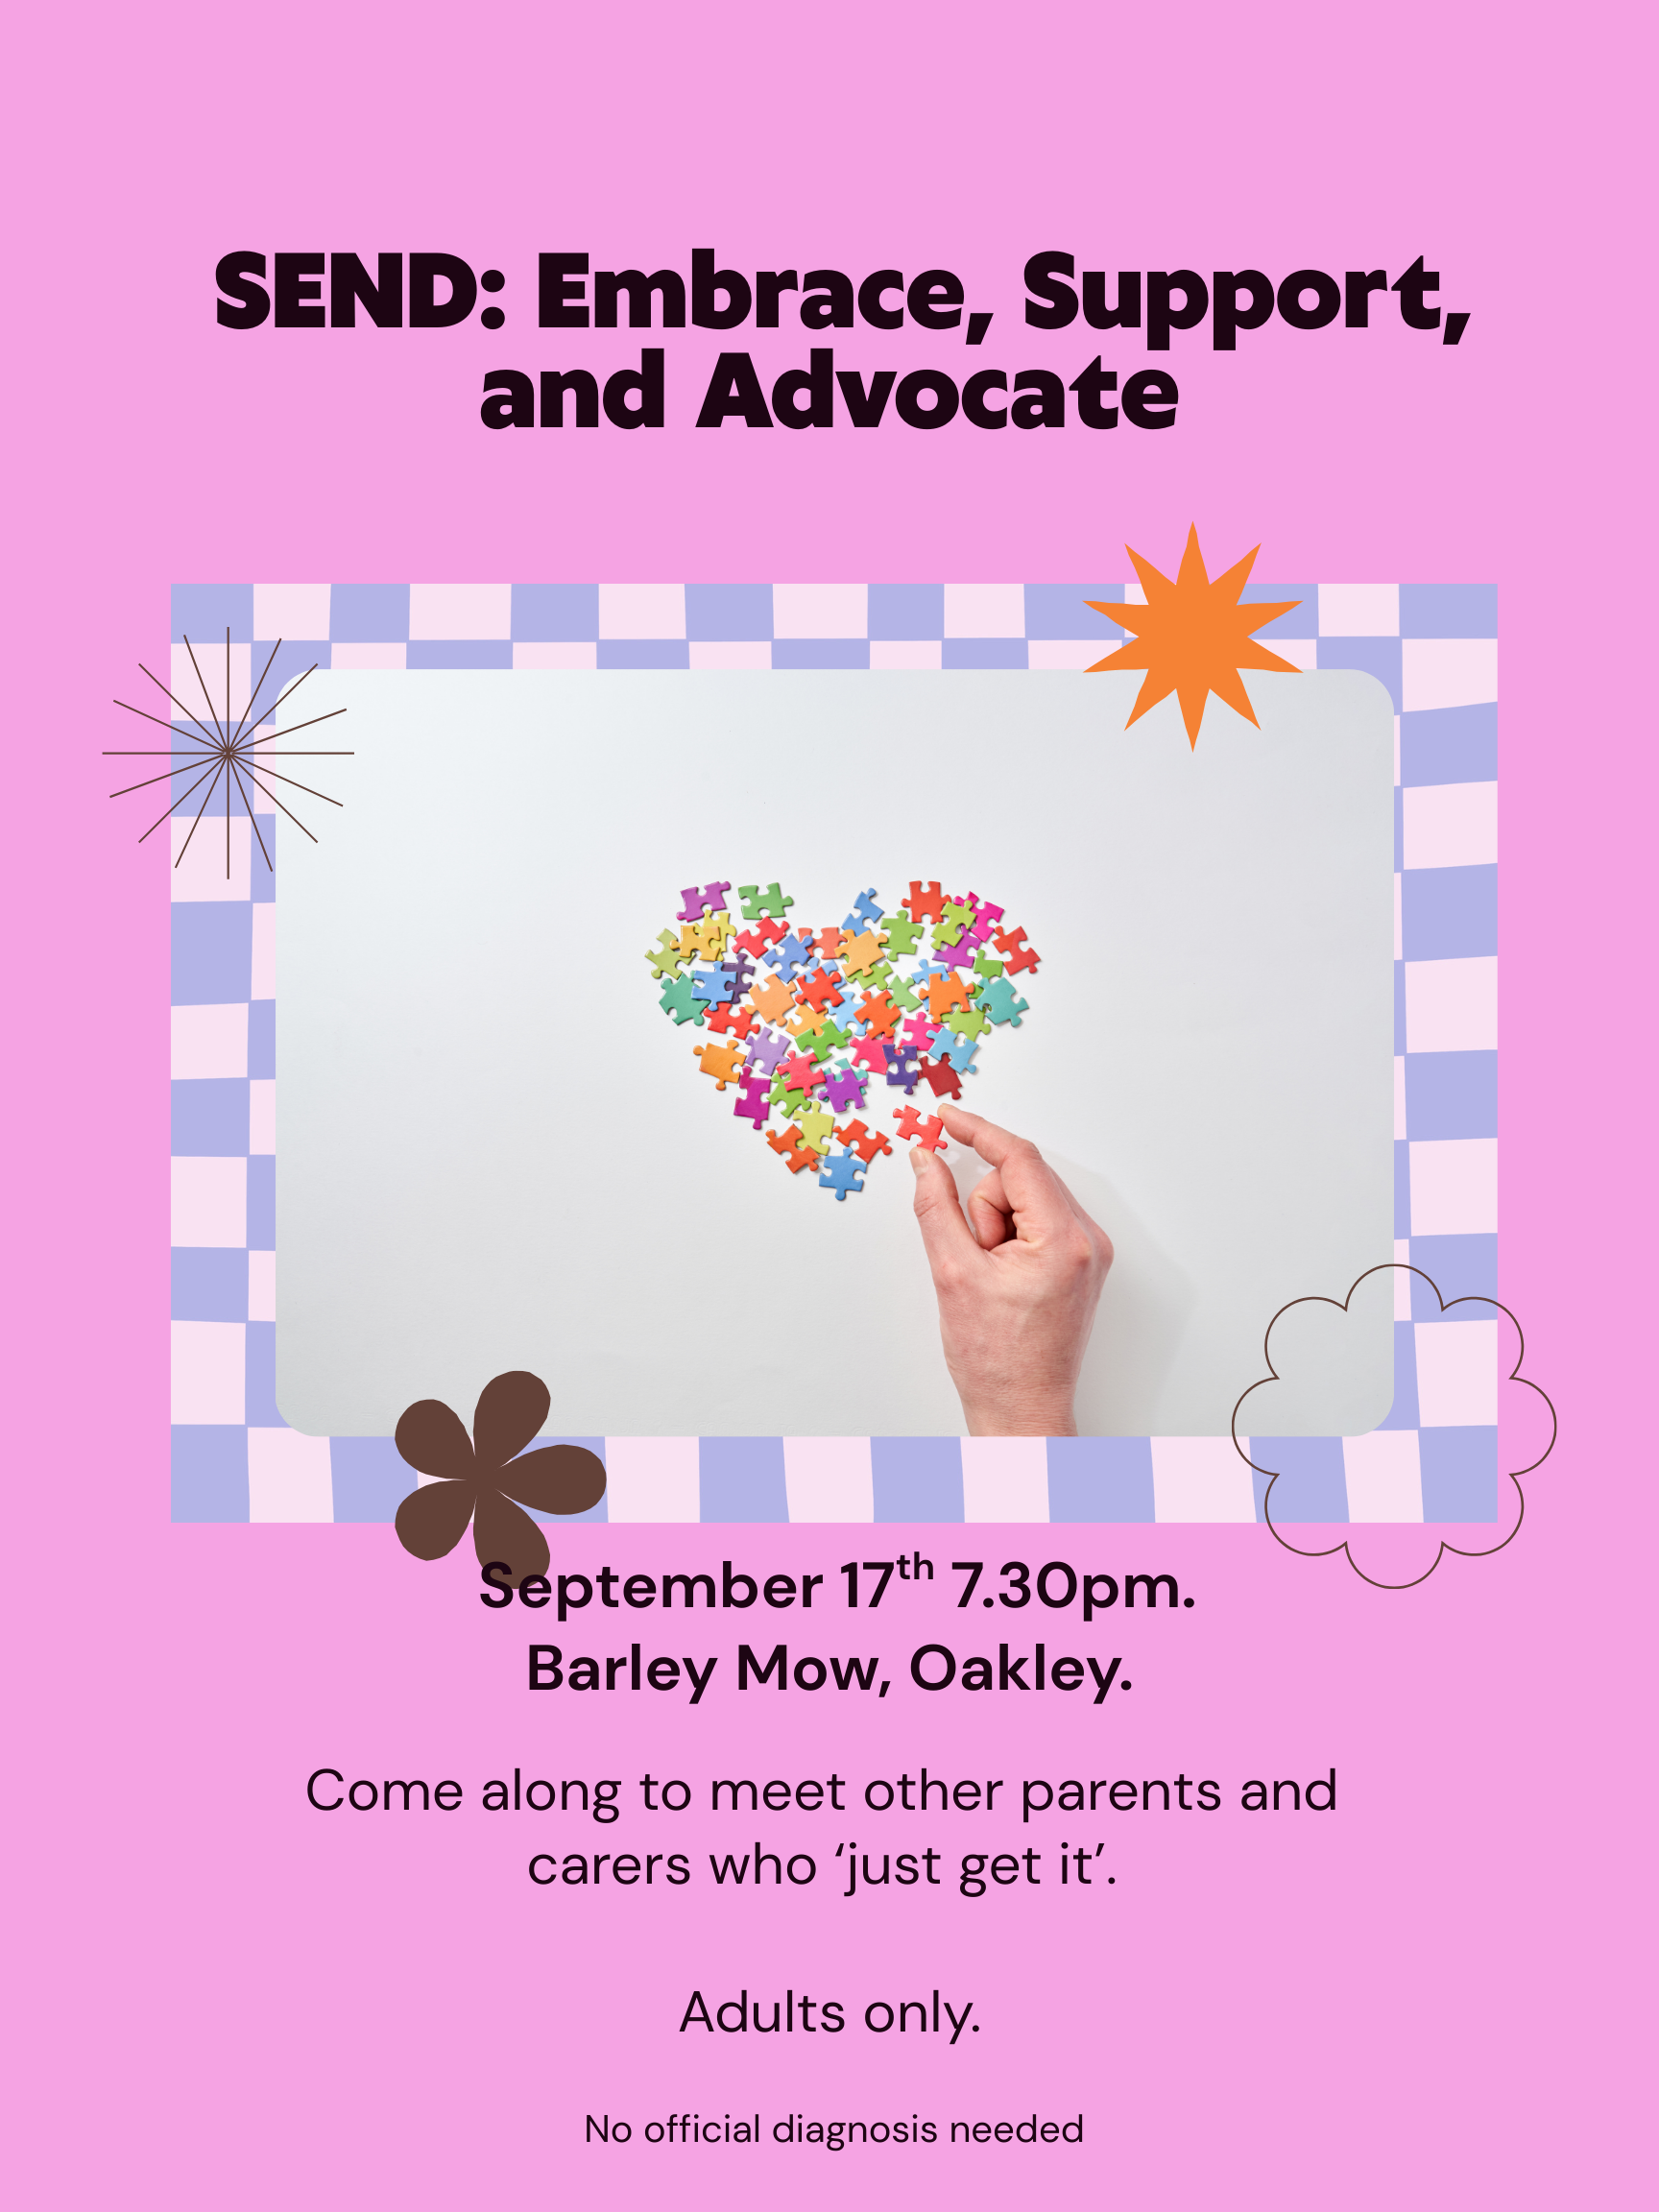 SEND: Embrace, Support,
and Advocate
September 17th 7.30pm.
Barley Mow, Oakley.
Come along to meet other parents and
carers who ‘just get it’.
Adults only.
No official diagnosis needed